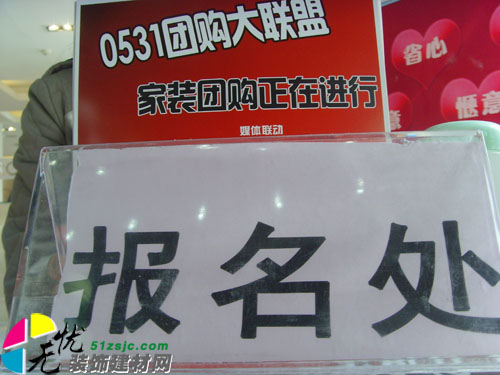 0531团购大联盟
家装团购正在进行
媒体联动
省心
惬意
意
报名处
无忧
51zsjc.com
装饰建材网